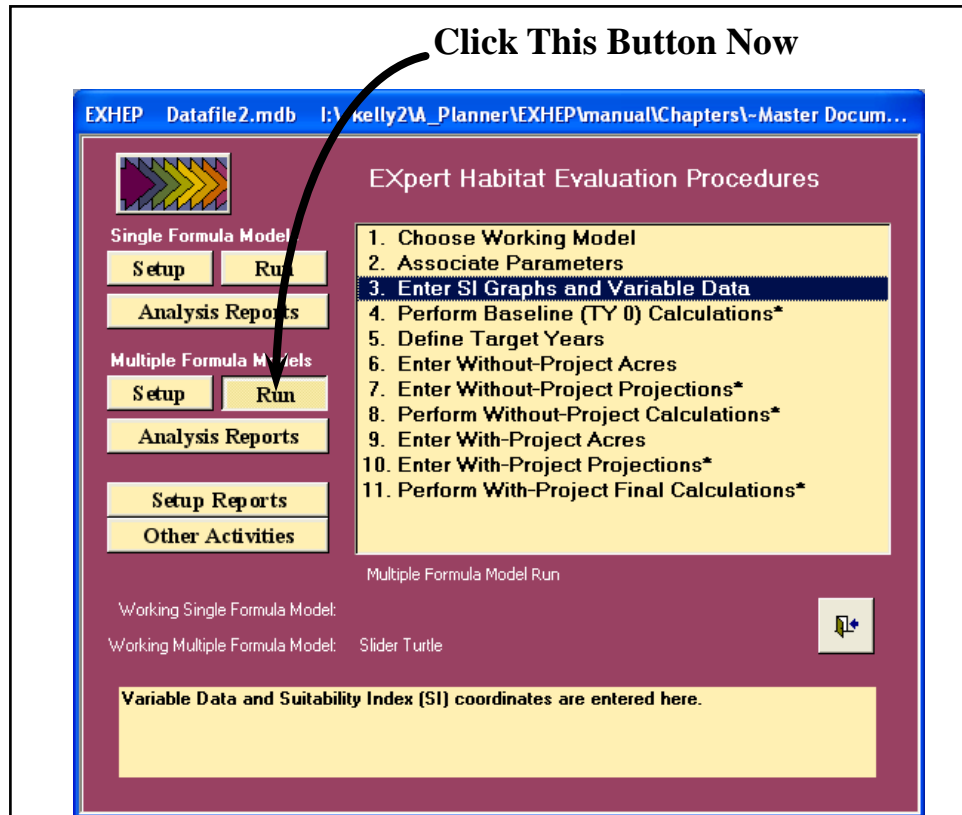 Click This Button Now
EXHEP Datafile2.mdb I:\ kelly2\A_Planner\EXHEP\manual\Chapters\~Master Docum...
EXpert Habitat Evaluation Procedures
Single Formula Model
Setup Run
Analysis Reports
Multiple Formula Models
Setup Run
Analysis Reports
Setup Reports
Other Activities
1. Choose Working Model
2. Associate Parameters
3. Enter SI Graphs and Variable Data
4. Perform Baseline (TY 0) Calculations*
5. Define Target Years
6. Enter Without-Project Acres
7. Enter Without-Project Projections*
8. Perform Without-Project Calculations*
9. Enter With-Project Acres
10. Enter With-Project Projections*
11. Perform With-Project Final Calculations*
Multiple Formula Model Run
Working Single Formula Model:
Working Multiple Formula Model: Slider Turtle
Variable Data and Suitability Index (SI) coordinates are entered here.